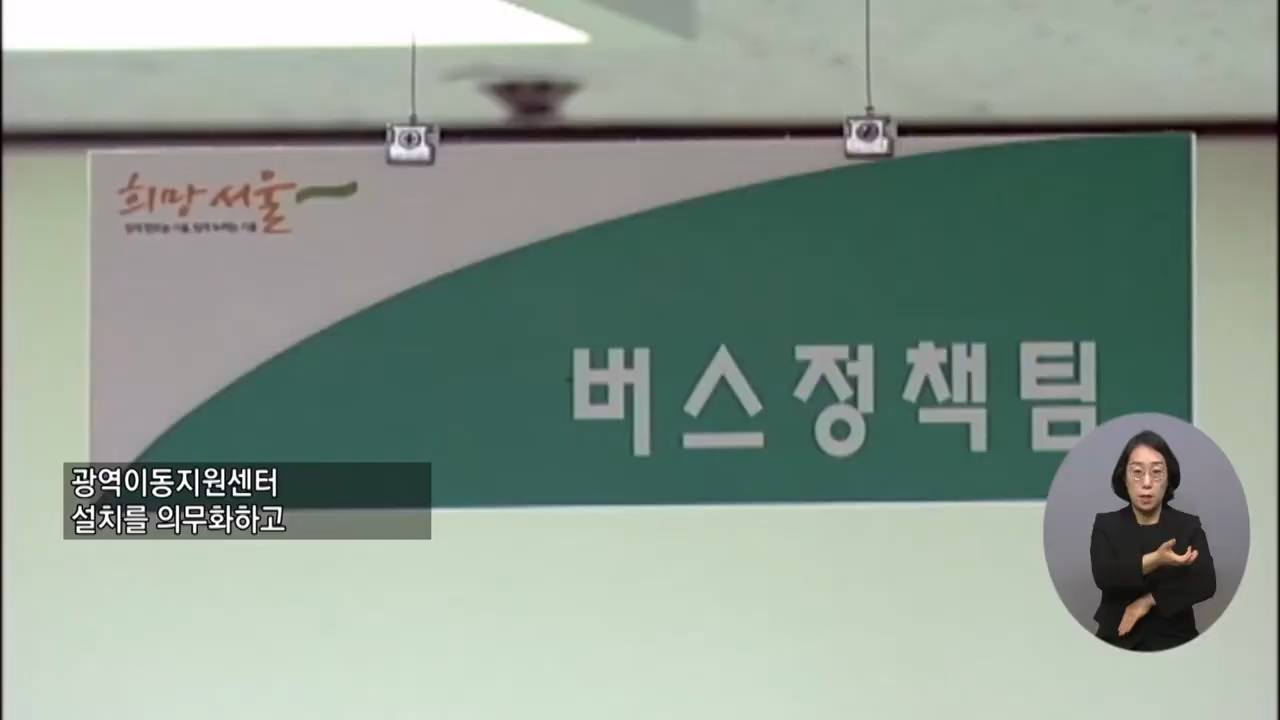 희망 서울
버스정책팀
광역이동지원센터
설치를 의무화하고